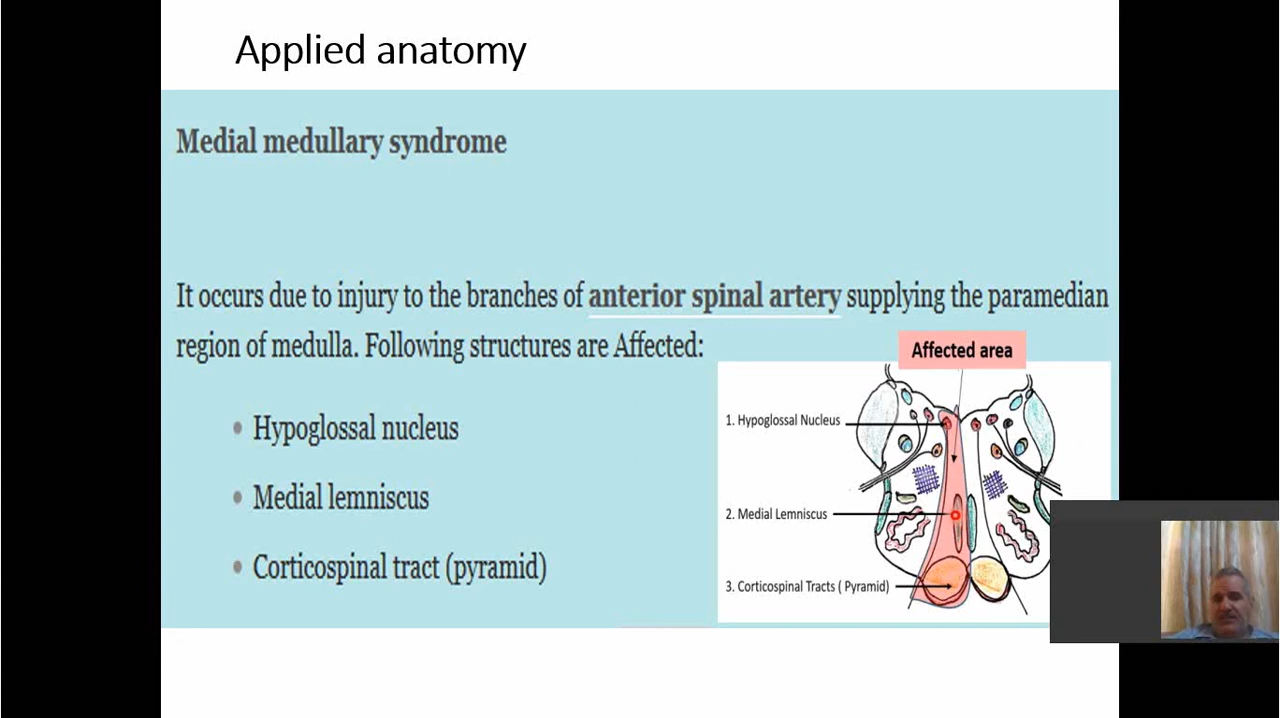 Applied anatomy
Medial medullary syndrome
It occurs due to injury to the branches of anterior spinal artery supplying the paramedian
region of medulla. Following structures are Affected:
• Hypoglossal nucleus
• Medial lemniscus
• Corticospinal tract (pyramid)
Affected area
1. Hypoglossal Nucleus
2. Medial Lemniscus
3. Corticospinal Tracts ( Pyramid)